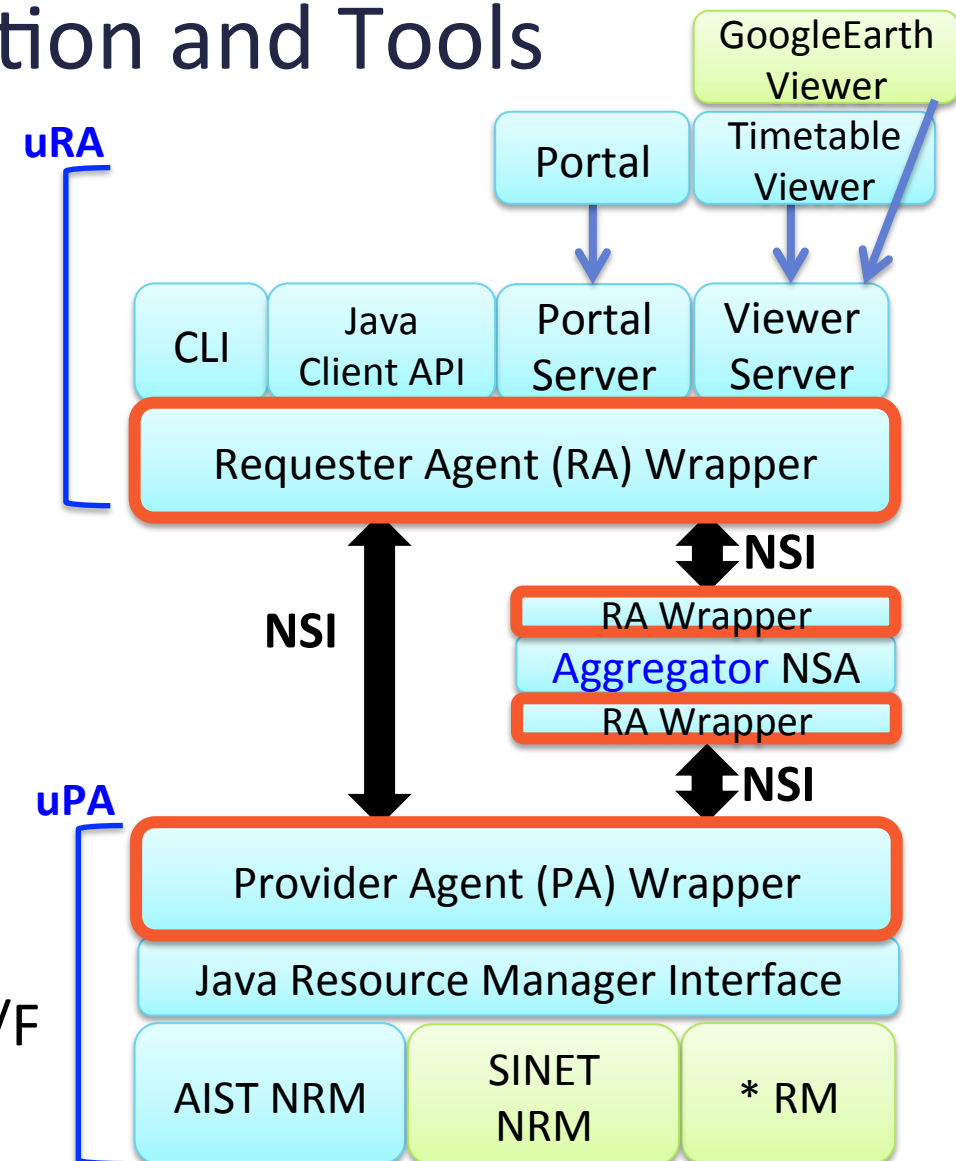 tion and Tools
GoogleEarth
Viewer
uRA
Portal
Timetable
Viewer
CLI
Java
Client API
Portal
Server
Viewer
Server
Requester Agent (RA) Wrapper
NSI
NSI
RA Wrapper
Aggregator NSA
RA Wrapper
NSI
uPA
Provider Agent (PA) Wrapper
Java Resource Manager Interface
/F
AIST NRM
SINET
NRM
* RM